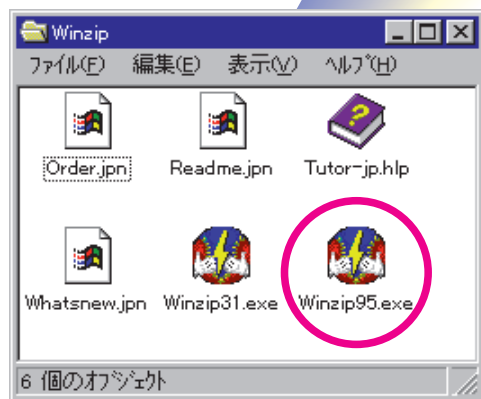 Winzip
ファイル(F) 編集(E) 表示(V) ヘルプ(H)
Order.jpn Readme.jpn Tutor-jp.hlp
Whatsnew.jpn Winzip31.exe Winzip95.exe
6 個のオブジェクト